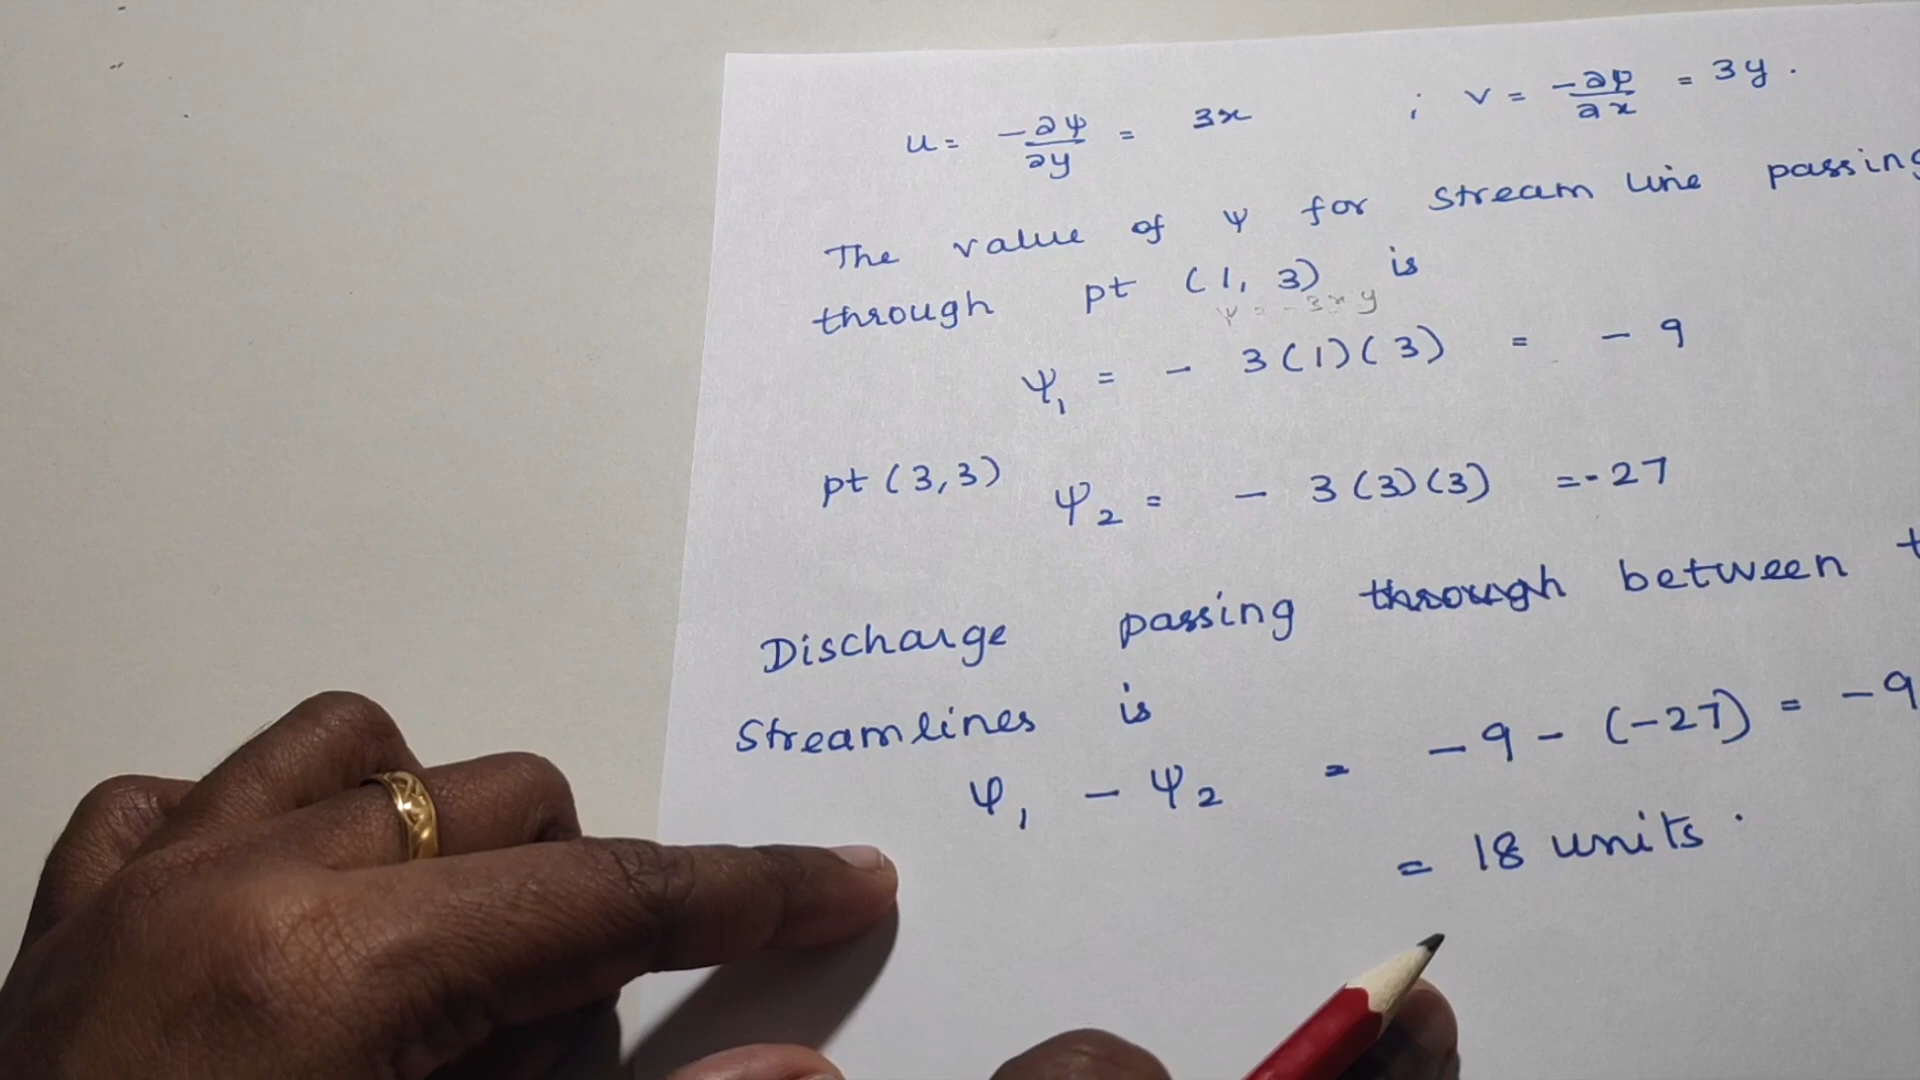 u = -∂ψ/∂y = 3x ; v = -∂ψ/∂x = 3y.
The value of ψ for stream line passing
through pt (1, 3) is
ψ = -3xy
ψ₁ = - 3(1)(3) = - 9
pt (3,3) ψ₂ = - 3(3)(3) = -27
Discharge passing through between t
Streamlines is
ψ₁ - ψ₂ = -9 - (-27) = -9
= 18 units.